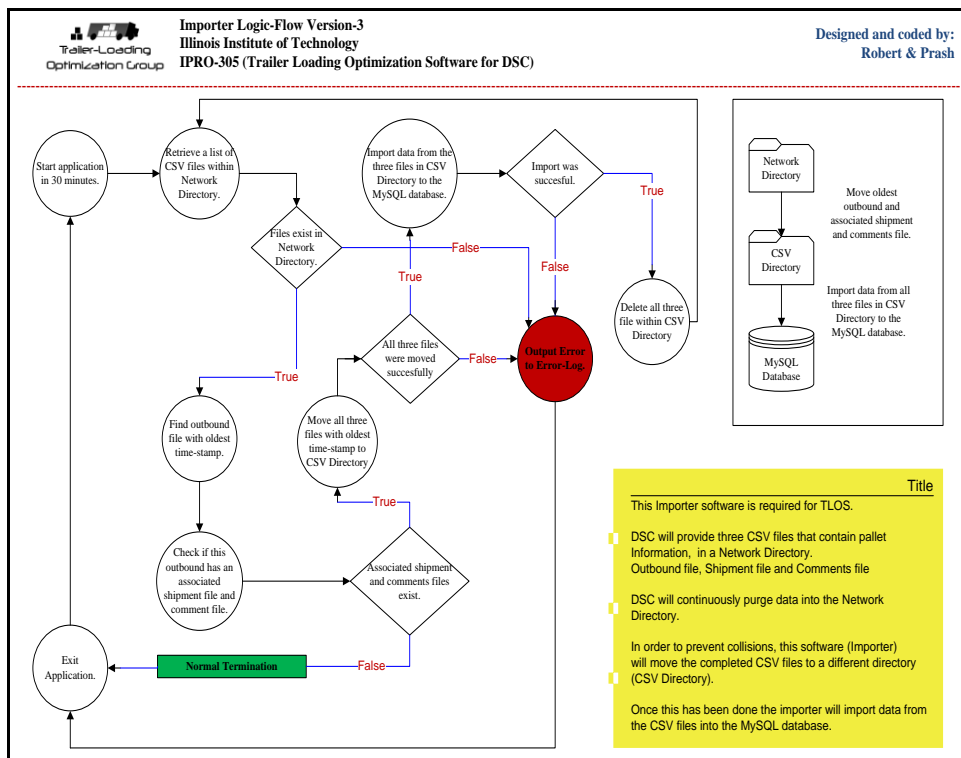 Importer Logic-Flow Version-3
Illinois Institute of Technology
IPRO-305 (Trailer Loading Optimization Software for DSC)
Trailer-Loading
Optimization Group
Designed and coded by:
Robert & Prash
Start application
in 30 minutes.
Retrieve a list of
CSV files within
Network
Directory.
Files exist in
Network
Directory.
False
True
Find outbound
file with oldest
time-stamp.
Check if this
outbound has an
associated
shipment file and
comment file.
Associated shipment
and comments files
exist.
True
False
Normal Termination
Exit
Application.
Move all three
files with oldest
time-stamp to
CSV Directory
All three files
were moved
succesfully
True
False
Import data from the
three files in CSV
Directory to the
MySQL database.
Import was
succesful.
True
False
Delete all three
file within CSV
Directory
Output Error
to Error-Log.
Network
Directory
CSV
Directory
MySQL
Database
Move oldest
outbound and
associated shipment
and comments file.
Import data from all
three files in CSV
Directory to the
MySQL database.
Title
This Importer software is required for TLOS.
DSC will provide three CSV files that contain pallet
Information, in a Network Directory.
Outbound file, Shipment file and Comments file
DSC will continuously purge data into the Network
Directory.
In order to prevent collisions, this software (Importer)
will move the completed CSV files to a different directory
(CSV Directory).
Once this has been done the importer will import data from
the CSV files into the MySQL database.